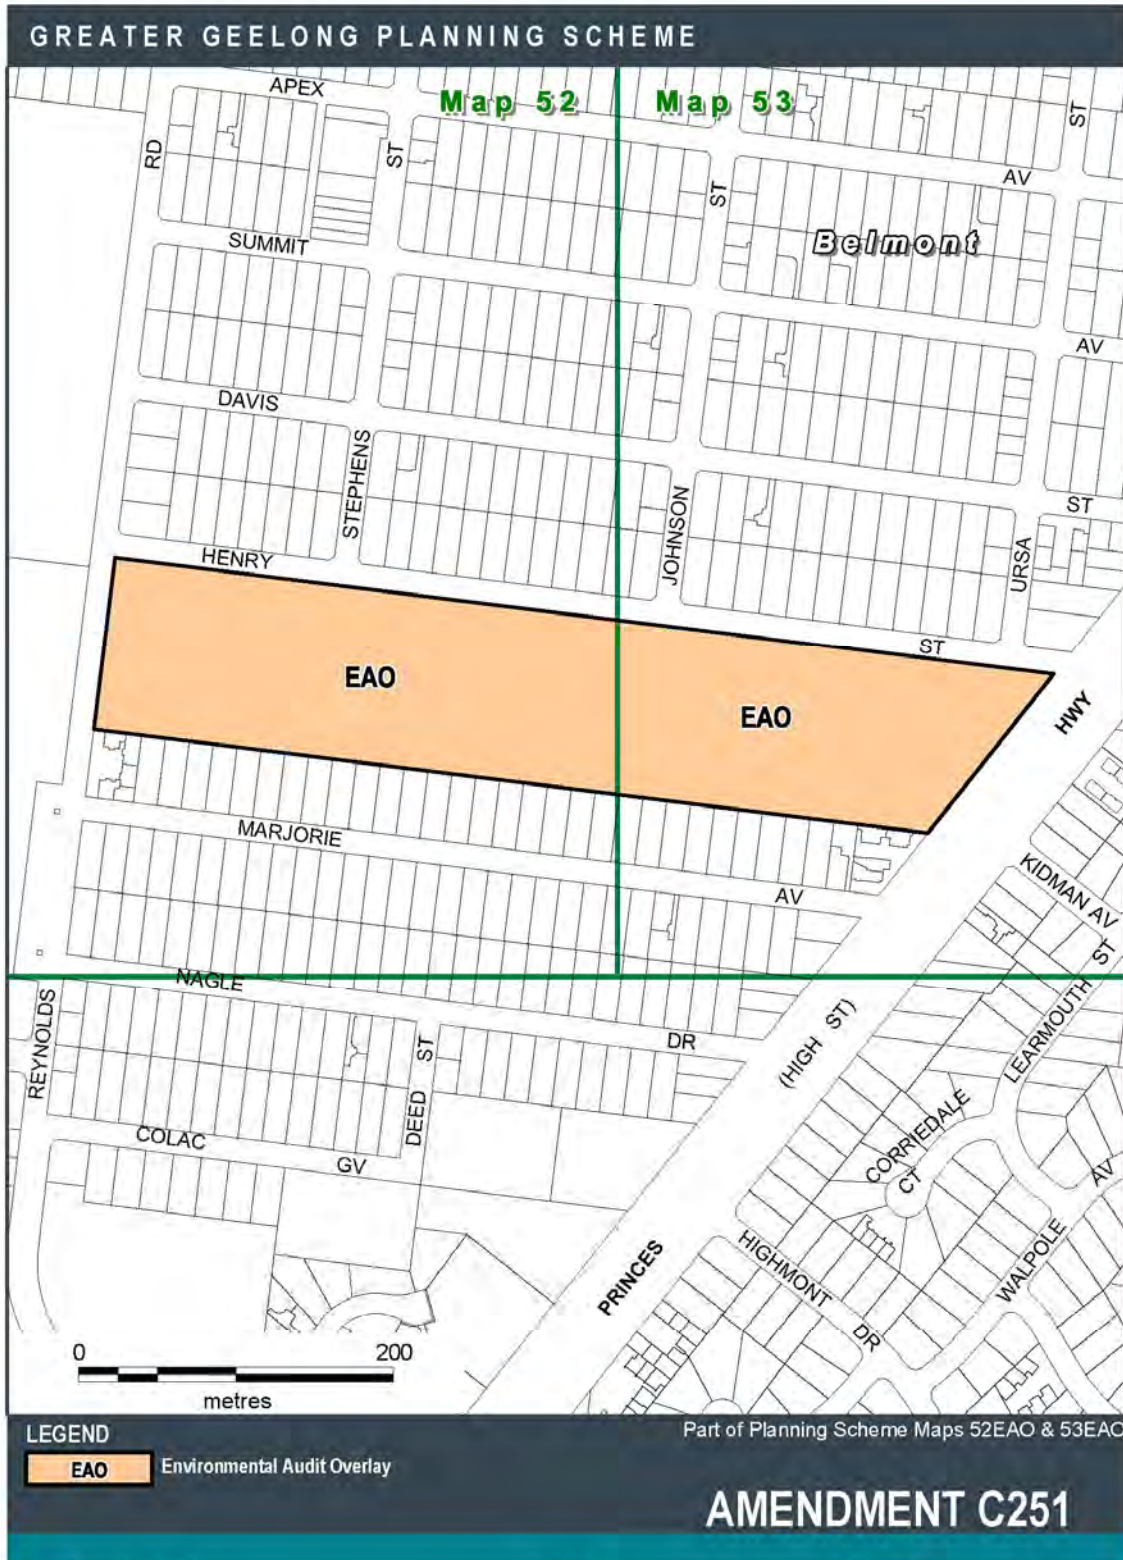 GREATER GEELONG PLANNING SCHEME
APEX
Map 52
Map 53
ST
RD
ST
AV
ST
Belmont
SUMMIT
AV
DAVIS
STEPHENS
ST
JOHNSON
URSA
HENRY
ST
EAO
EAO
HWY
MARJORIE
AV
KIDMAN AV
ST
LEARMOUTH
NAGLE
REYNOLDS
DR
ST
(HIGH ST)
DEED
COLAC
GV
CORRIEDALE
CT
AV
WALPOLE
HIGHMONT
DR
PRINCES
0 200
metres
LEGEND
EAO Environmental Audit Overlay
Part of Planning Scheme Maps 52EAO & 53EAO
AMENDMENT C251